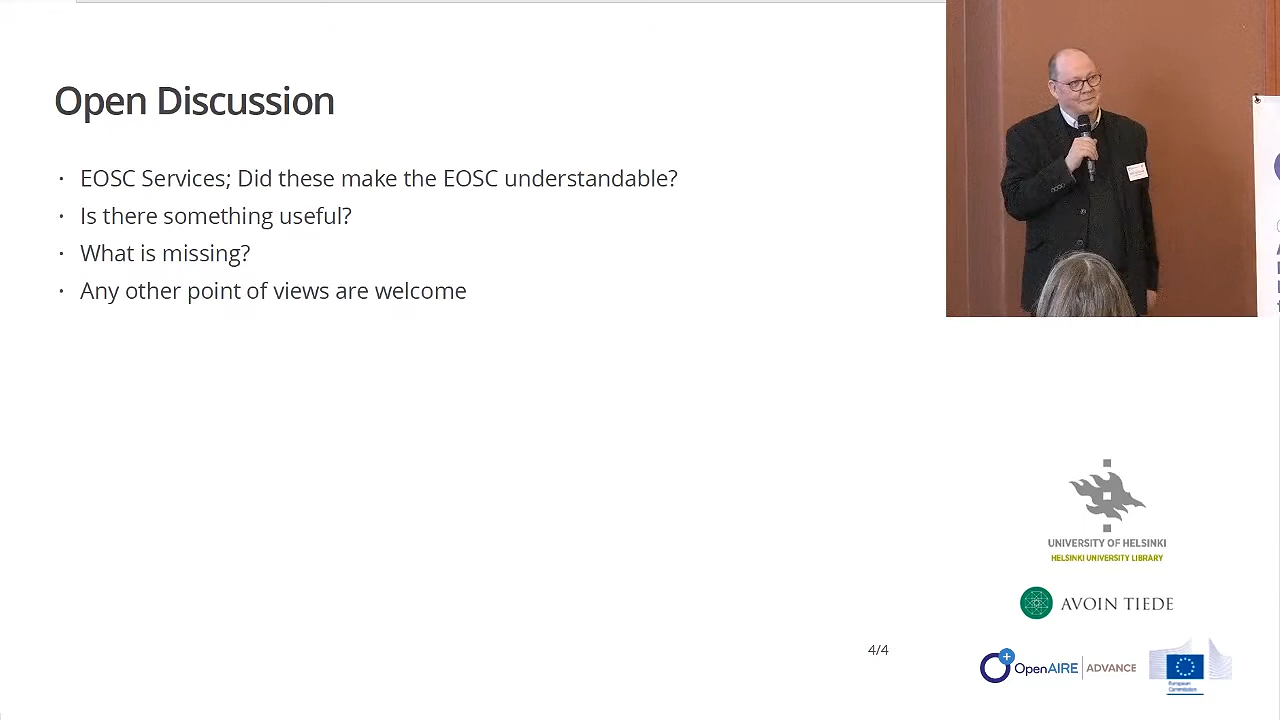 Open Discussion
· EOSC Services; Did these make the EOSC understandable?
· Is there something useful?
· What is missing?
· Any other point of views are welcome
UNIVERSITY OF HELSINKI
HELSINKI UNIVERSITY LIBRARY
AVOIN TIEDE
4/4
OpenAIRE ADVANCE
European
Commission